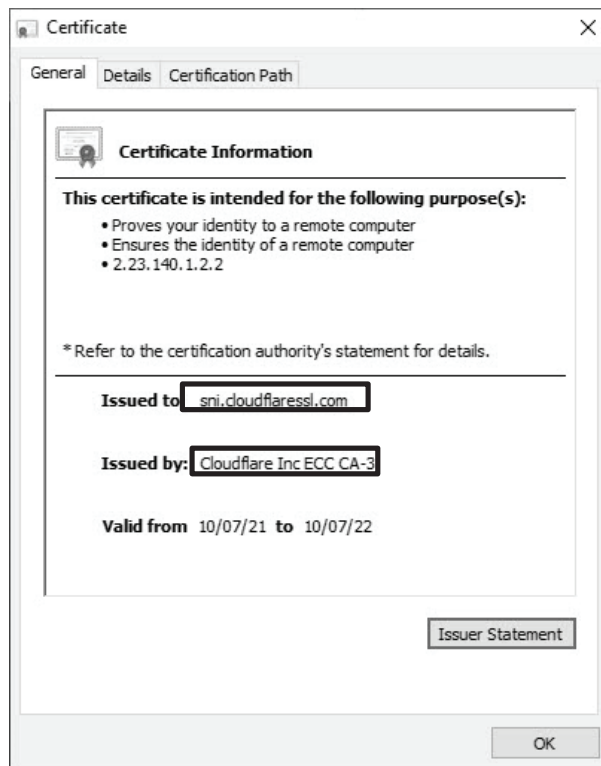 Certificate
General Details Certification Path
Certificate Information
This certificate is intended for the following purpose(s):
• Proves your identity to a remote computer
• Ensures the identity of a remote computer
• 2.23.140.1.2.2
* Refer to the certification authority's statement for details.
Issued to sni.cloudflaressl.com
Issued by: Cloudflare Inc ECC CA-3
Valid from 10/07/21 to 10/07/22
Issuer Statement
OK